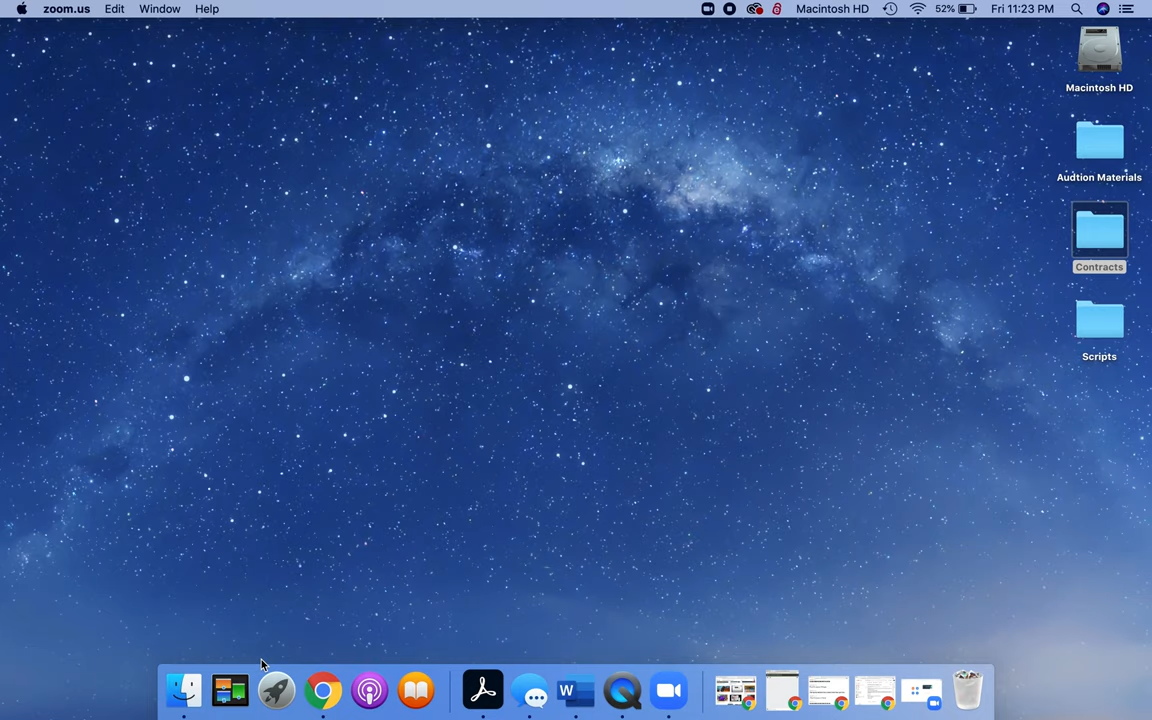 zoom.us Edit Window Help Macintosh HD 52% Fri 11:23 PM
Macintosh HD
Audtion Materials
Contracts
Scripts